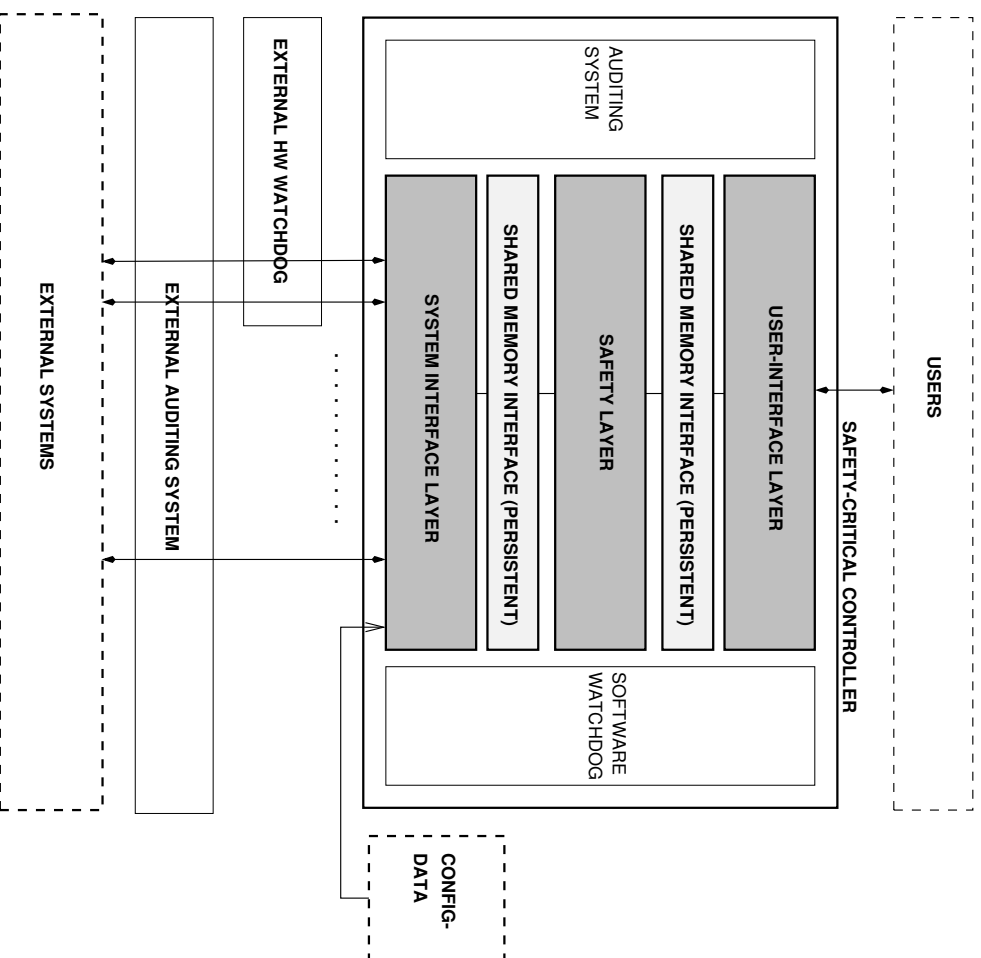 USERS
SAFETY-CRITICAL CONTROLLER
AUDITING
SYSTEM
USER-INTERFACE LAYER
SHARED MEMORY INTERFACE (PERSISTENT)
SAFETY LAYER
SHARED MEMORY INTERFACE (PERSISTENT)
SYSTEM INTERFACE LAYER
SOFTWARE
WATCHDOG
CONFIG-
DATA
EXTERNAL HW WATCHDOG
EXTERNAL AUDITING SYSTEM
EXTERNAL SYSTEMS